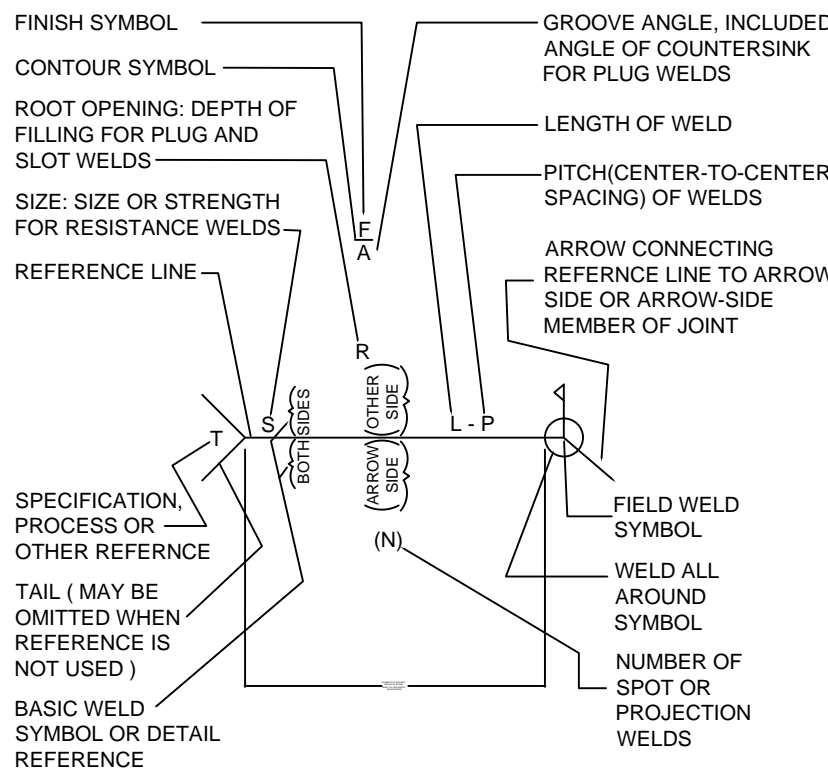 FINISH SYMBOL
CONTOUR SYMBOL
ROOT OPENING: DEPTH OF
FILLING FOR PLUG AND
SLOT WELDS
SIZE: SIZE OR STRENGTH
FOR RESISTANCE WELDS
REFERENCE LINE
GROOVE ANGLE, INCLUDED
ANGLE OF COUNTERSINK
FOR PLUG WELDS
LENGTH OF WELD
PITCH(CENTER-TO-CENTER
SPACING) OF WELDS
ARROW CONNECTING
REFERNCE LINE TO ARROW
SIDE OR ARROW-SIDE
MEMBER OF JOINT
F
A
R
T
S
BOTH SIDES
(OTHER
SIDE)
(ARROW
SIDE)
L - P
(N)
SPECIFICATION,
PROCESS OR
OTHER REFERNCE
TAIL ( MAY BE
OMITTED WHEN
REFERENCE IS
NOT USED )
BASIC WELD
SYMBOL OR DETAIL
REFERENCE
FIELD WELD
SYMBOL
WELD ALL
AROUND
SYMBOL
NUMBER OF
SPOT OR
PROJECTION
WELDS